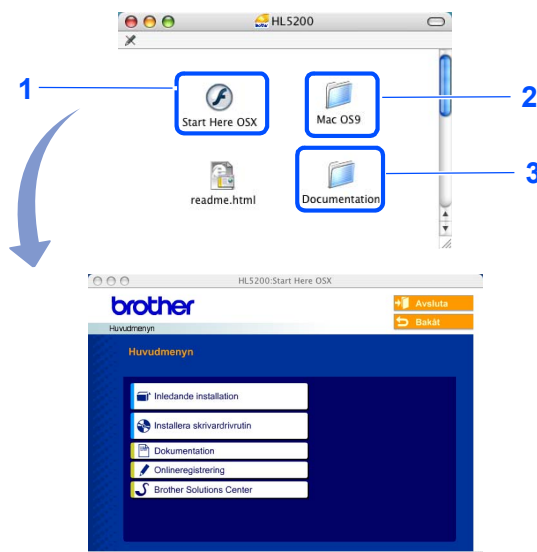 HL5200
1
2
Start Here OSX
Mac OS9
3
readme.html
Documentation
HL5200:Start Here OSX
brother
Avsluta
Huvudmenyn
Bakåt
Huvudmenyn
Inledande installation
Installera skrivardrivrutin
Dokumentation
Onlineregistrering
Brother Solutions Center